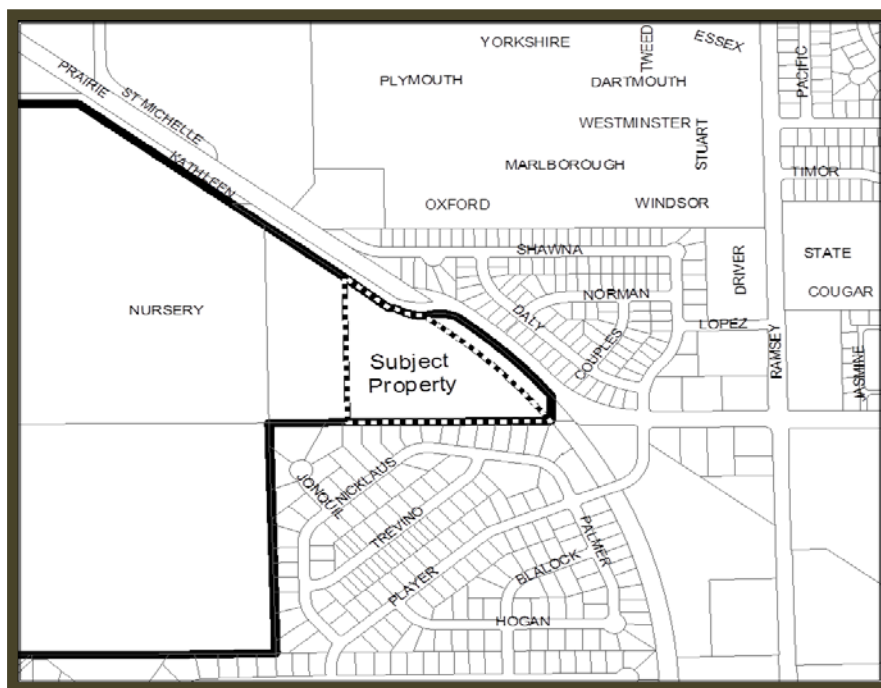 YORKSHIRE
TWEED
ESSEX
PACIFIC
PRAIRIE
ST MICHELLE
PLYMOUTH
DARTMOUTH
WESTMINSTER
STUART
KATHLEEN
MARLBOROUGH
TIMOR
OXFORD
WINDSOR
SHAWNA
DRIVER
STATE
NURSERY
NORMAN
COUGAR
DALY
LOPEZ
COUPLES
RAMSEY
JASMINE
Subject
Property
NICKLAUS
JONQUIL
TREVINO
PALMER
PLAYER
BLALOCK
HOGAN